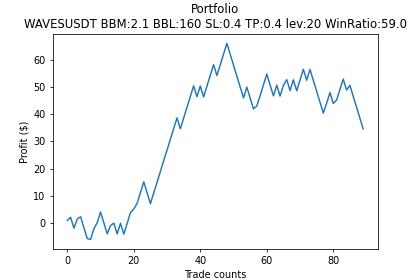 Portfolio
WAVESUSDT BBM:2.1 BBL:160 SL:0.4 TP:0.4 lev:20 WinRatio:59.0
60
50
40
30
20
10
0
Profit ($)
0 20 40 60 80
Trade counts